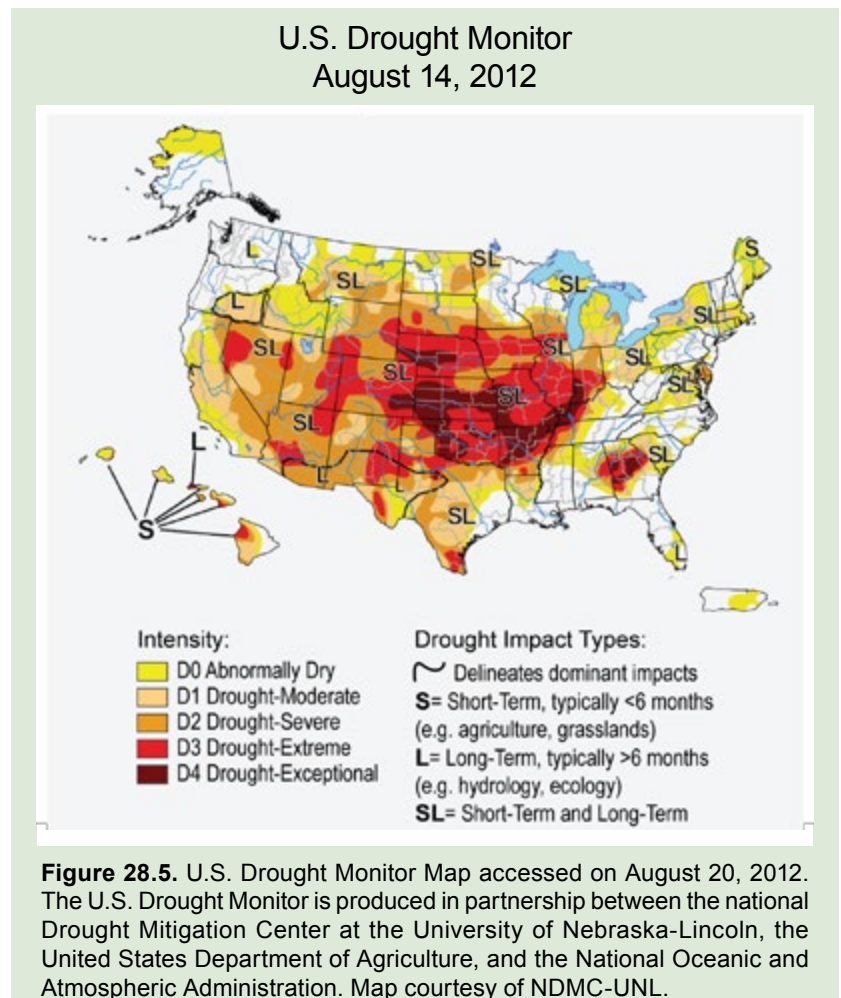 U.S. Drought Monitor
August 14, 2012
L
SL
SL
SL
S
L
SL
SL
SL
SL
SL
SL
SL
SL
SL
L
L
SL
SL
L
L
S
Intensity:
D0 Abnormally Dry
D1 Drought-Moderate
D2 Drought-Severe
D3 Drought-Extreme
D4 Drought-Exceptional
Drought Impact Types:
Delineates dominant impacts
S= Short-Term, typically <6 months
(e.g. agriculture, grasslands)
L= Long-Term, typically >6 months
(e.g. hydrology, ecology)
SL= Short-Term and Long-Term
Figure 28.5. U.S. Drought Monitor Map accessed on August 20, 2012.
The U.S. Drought Monitor is produced in partnership between the national
Drought Mitigation Center at the University of Nebraska-Lincoln, the
United States Department of Agriculture, and the National Oceanic and
Atmospheric Administration. Map courtesy of NDMC-UNL.